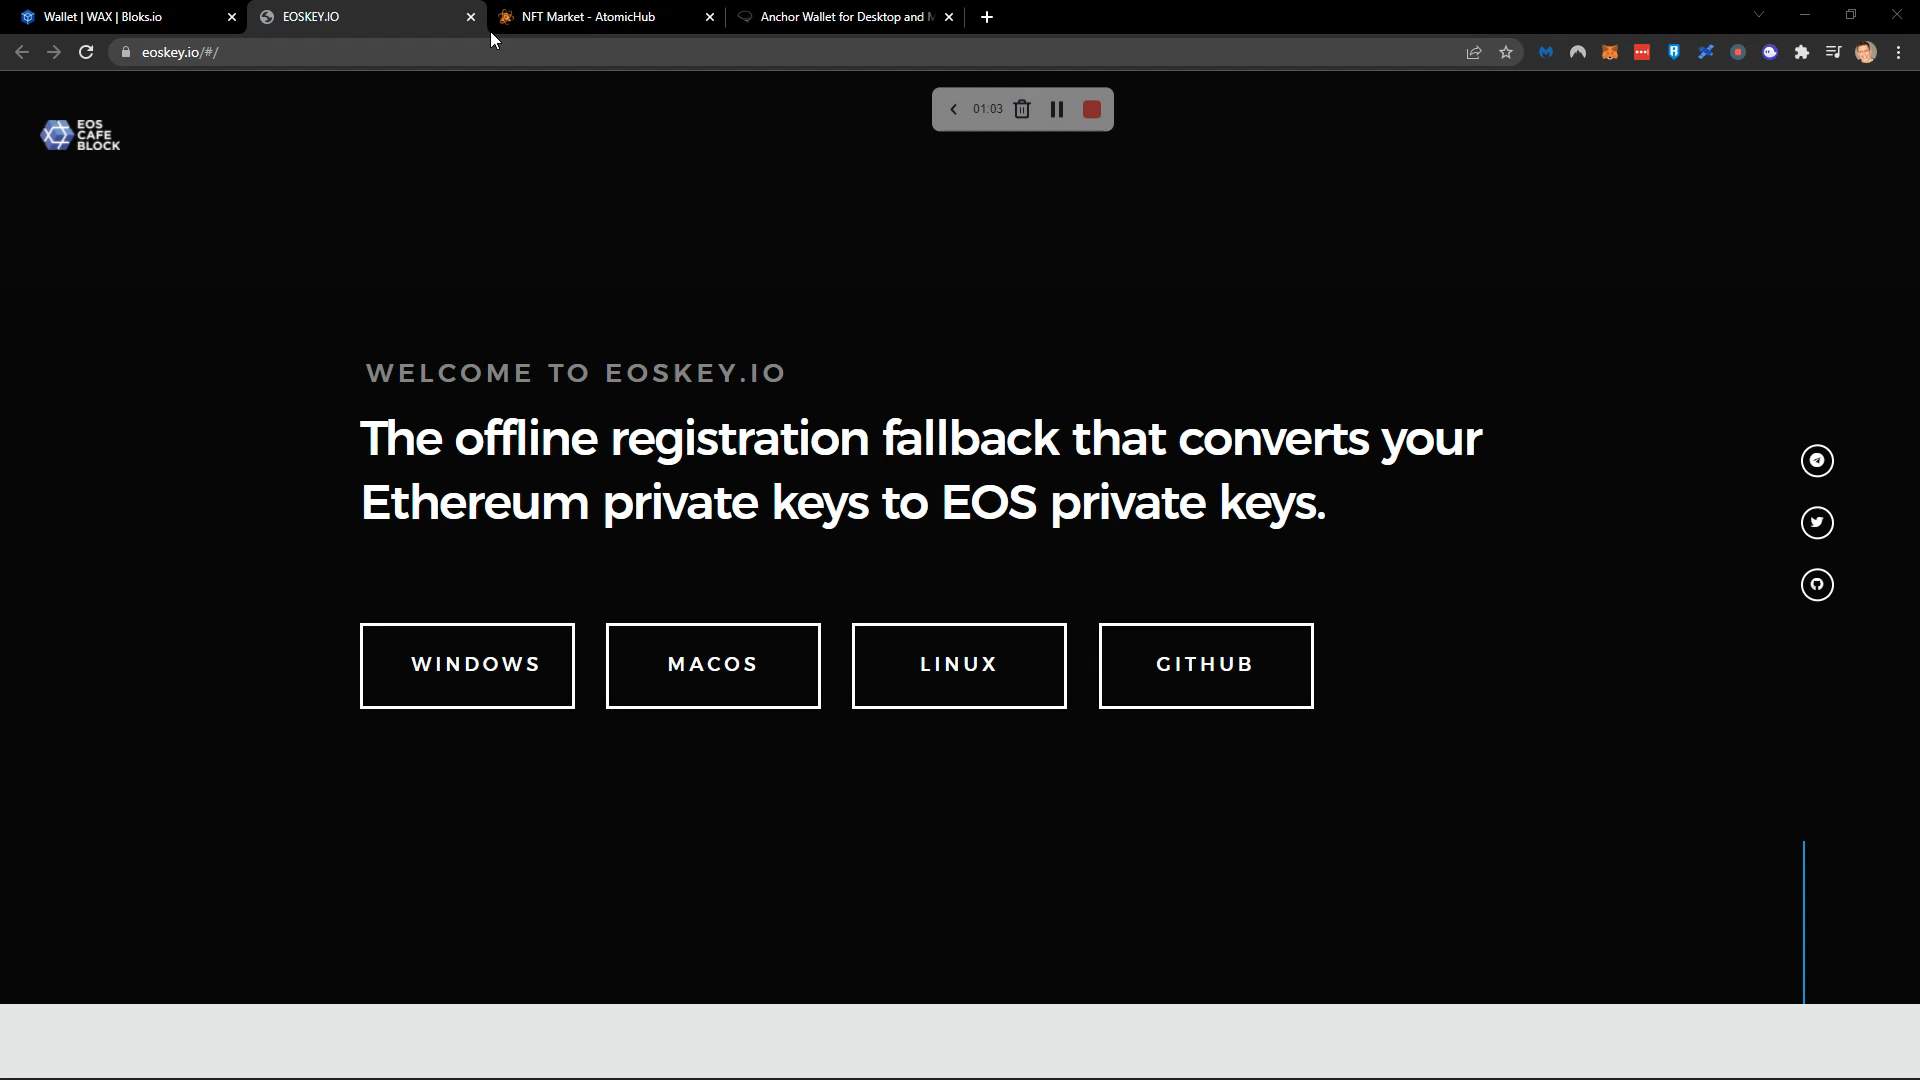 Wallet | WAX | Bloks.io
EOSKEY.IO
NFT Market - AtomicHub
Anchor Wallet for Desktop and M
eoskey.io/#/
01:03
EOS
CAFE
BLOCK
WELCOME TO EOSKEY.IO
The offline registration fallback that converts your
Ethereum private keys to EOS private keys.
WINDOWS
MACOS
LINUX
GITHUB